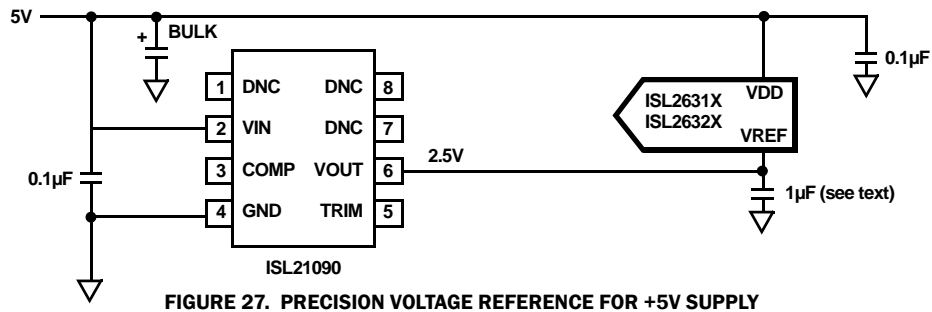 5V
+ BULK
0.1µF
1 DNC DNC 8
2 VIN DNC 7
3 COMP VOUT 6
4 GND TRIM 5
ISL21090
0.1µF
2.5V
ISL2631X VDD
ISL2632X
VREF
0.1µF
1µF (see text)
FIGURE 27. PRECISION VOLTAGE REFERENCE FOR +5V SUPPLY